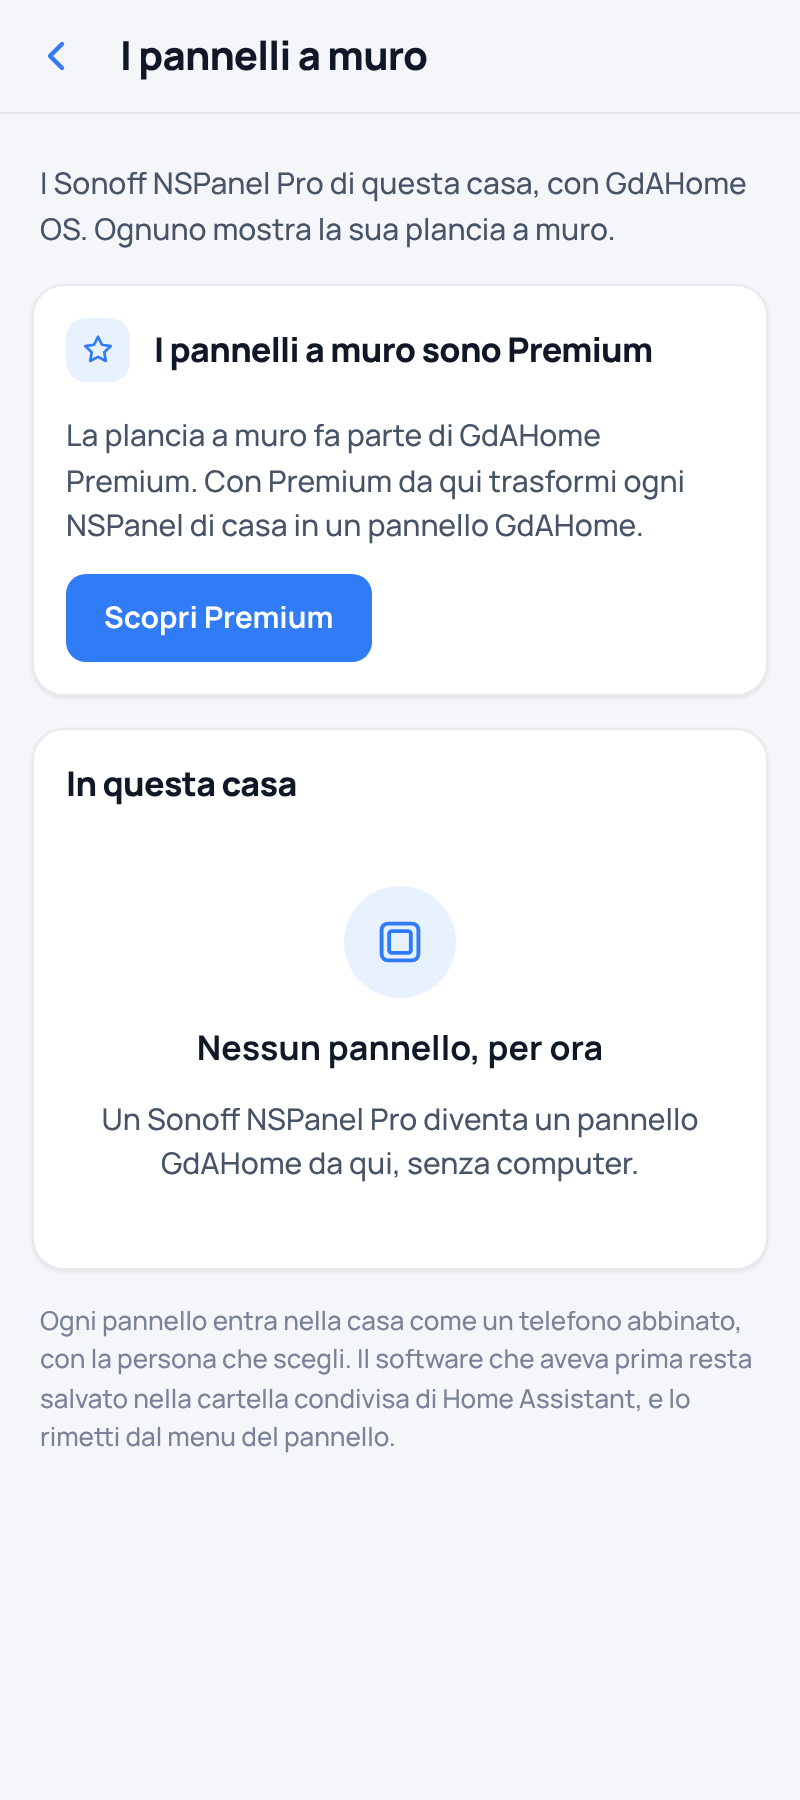 I pannelli a muro
I Sonoff NSPanel Pro di questa casa, con GdAHome
OS. Ognuno mostra la sua plancia a muro.
I pannelli a muro sono Premium
La plancia a muro fa parte di GdAHome
Premium. Con Premium da qui trasformi ogni
NSPanel di casa in un pannello GdAHome.
Scopri Premium
In questa casa
Nessun pannello, per ora
Un Sonoff NSPanel Pro diventa un pannello
GdAHome da qui, senza computer.
Ogni pannello entra nella casa come un telefono abbinato,
con la persona che scegli. Il software che aveva prima resta
salvato nella cartella condivisa di Home Assistant, e lo
rimetti dal menu del pannello.